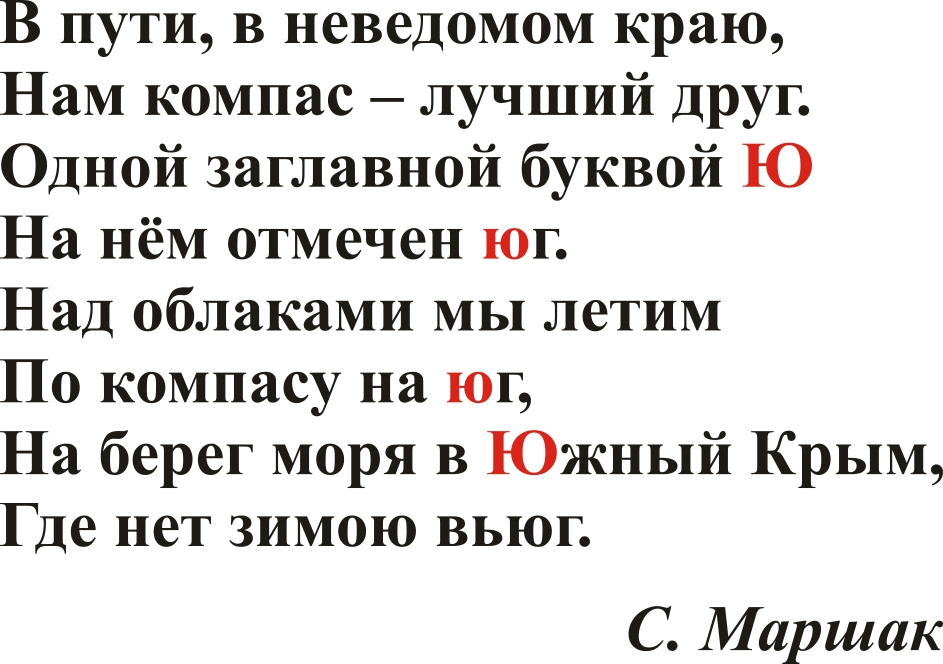 В пути, в неведомом краю,
Нам компас – лучший друг.
Одной заглавной буквой Ю
На нём отмечен юг.
Над облаками мы летим
По компасу на юг,
На берег моря в Южный Крым,
Где нет зимою вьюг.
С. Маршак